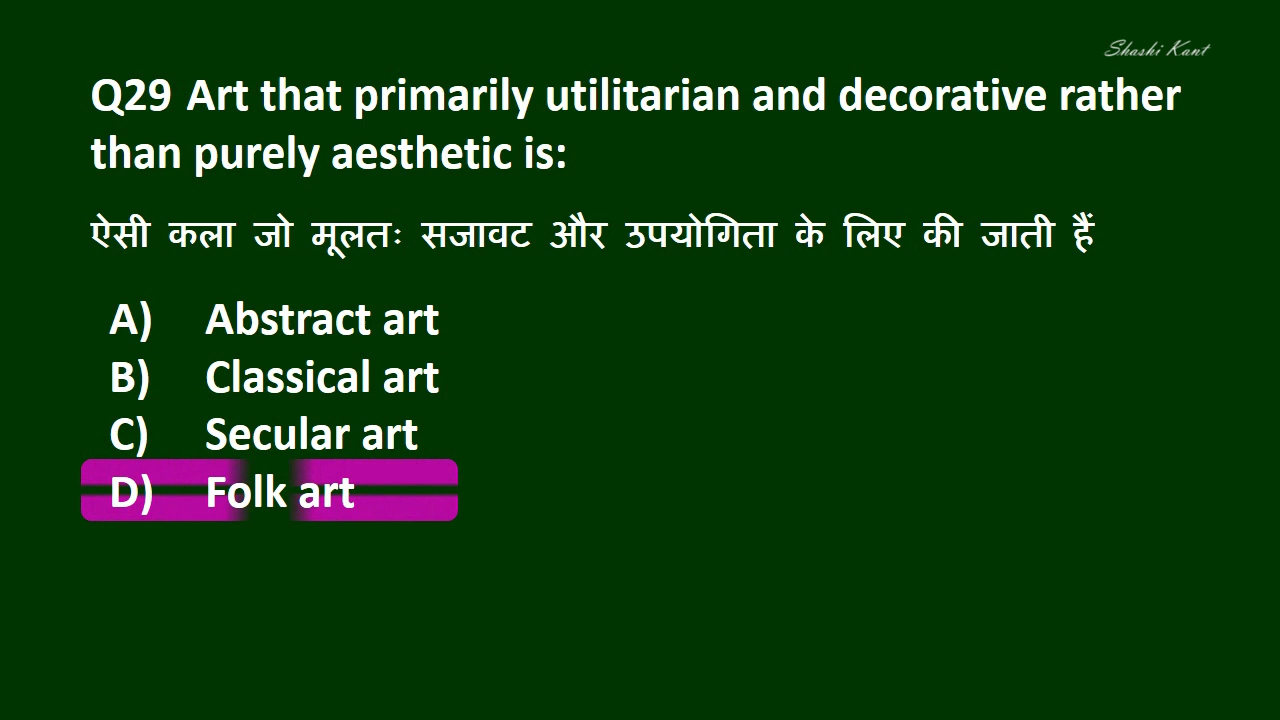 Shashi Kant
Q29 Art that primarily utilitarian and decorative rather
than purely aesthetic is:
ऐसी कला जो मूलतः सजावट और उपयोगिता के लिए की जाती हैं
A) Abstract art
B) Classical art
C) Secular art
D) Folk art